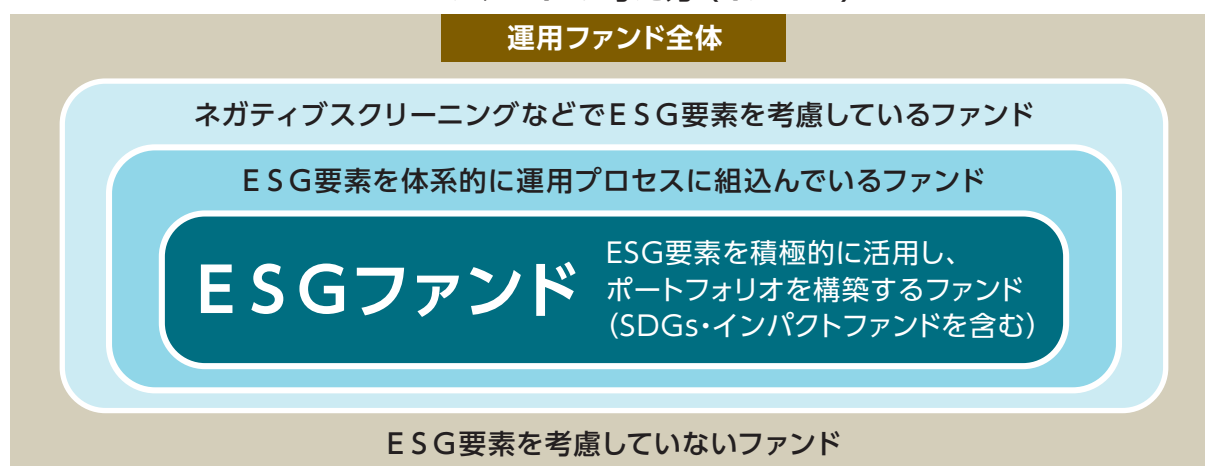 運用ファンド全体
ネガティブスクリーニングなどでESG要素を考慮しているファンド
ESG要素を体系的に運用プロセスに組込んでいるファンド
ESGファンド
ESG要素を積極的に活用し、
ポートフォリオを構築するファンド
（SDGs・インパクトファンドを含む）
ESG要素を考慮していないファンド